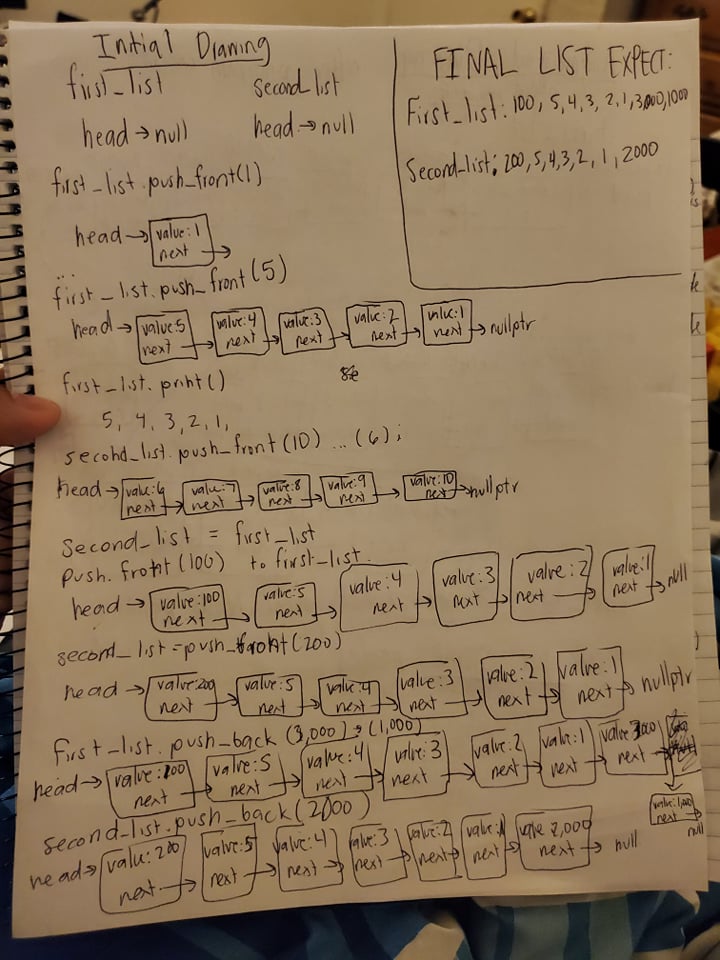 Initial Drawing
first_list second_list
head → null head → null
FINAL LIST EXPECT:
First_list: 100, 5, 4, 3, 2, 1, 3,000, 1000
Second_list: 200, 5, 4, 3, 2, 1, 2000
first_list.push_front(1)
head → value: 1 next →
...
first_list.push_front(5)
head → value: 5 next → value: 4 next → value: 3 next → value: 2 next → value: 1 next → nullptr
first_list.print()
5, 4, 3, 2, 1,
second_list.push_front(10) ... (6);
head → value: 6 next → value: 7 next → value: 8 next → value: 9 next → value: 10 next → nullptr
second_list = first_list
push.front(100) to first_list.
head → value: 100 next → value: 5 next → value: 4 next → value: 3 next → value: 2 next → value: 1 next → null
second_list = push_front(200)
head → value: 200 next → value: 5 next → value: 4 next → value: 3 next → value: 2 next → value: 1 next → nullptr
first_list.push_back(3,000) → (1,000)
head → value: 100 next → value: 5 next → value: 4 next → value: 3 next → value: 2 next → value: 1 next → value 3000 next → value: 1,000 next → null
second_list.push_back(2000)
head → value: 200 next → value: 5 next → value: 4 next → value: 3 next → value: 2 next → value: 1 next → value 2,000 next → null